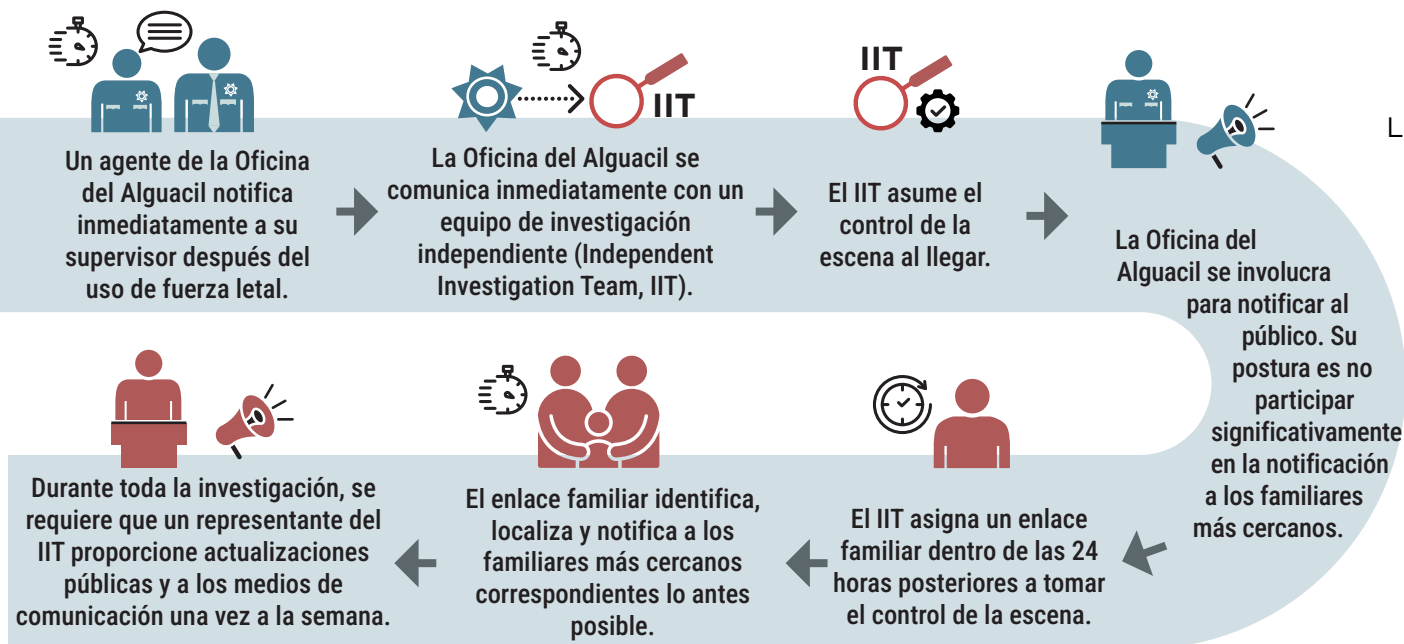 Un agente de la Oficina
del Alguacil notifica
inmediatamente a su
supervisor después del
uso de fuerza letal.
IIT
La Oficina del Alguacil se
comunica inmediatamente con un
equipo de investigación
independiente (Independent
Investigation Team, IIT).
IIT
El IIT asume el
control de la
escena al llegar.
L
La Oficina del
Alguacil se involucra
para notificar al
público. Su
postura es no
participar
significativamente
en la notificación
a los familiares
más cercanos.
El IIT asigna un enlace
familiar dentro de las 24
horas posteriores a tomar
el control de la escena.
El enlace familiar identifica,
localiza y notifica a los
familiares más cercanos
correspondientes lo antes
posible.
Durante toda la investigación, se
requiere que un representante del
IIT proporcione actualizaciones
públicas y a los medios de
comunicación una vez a la semana.